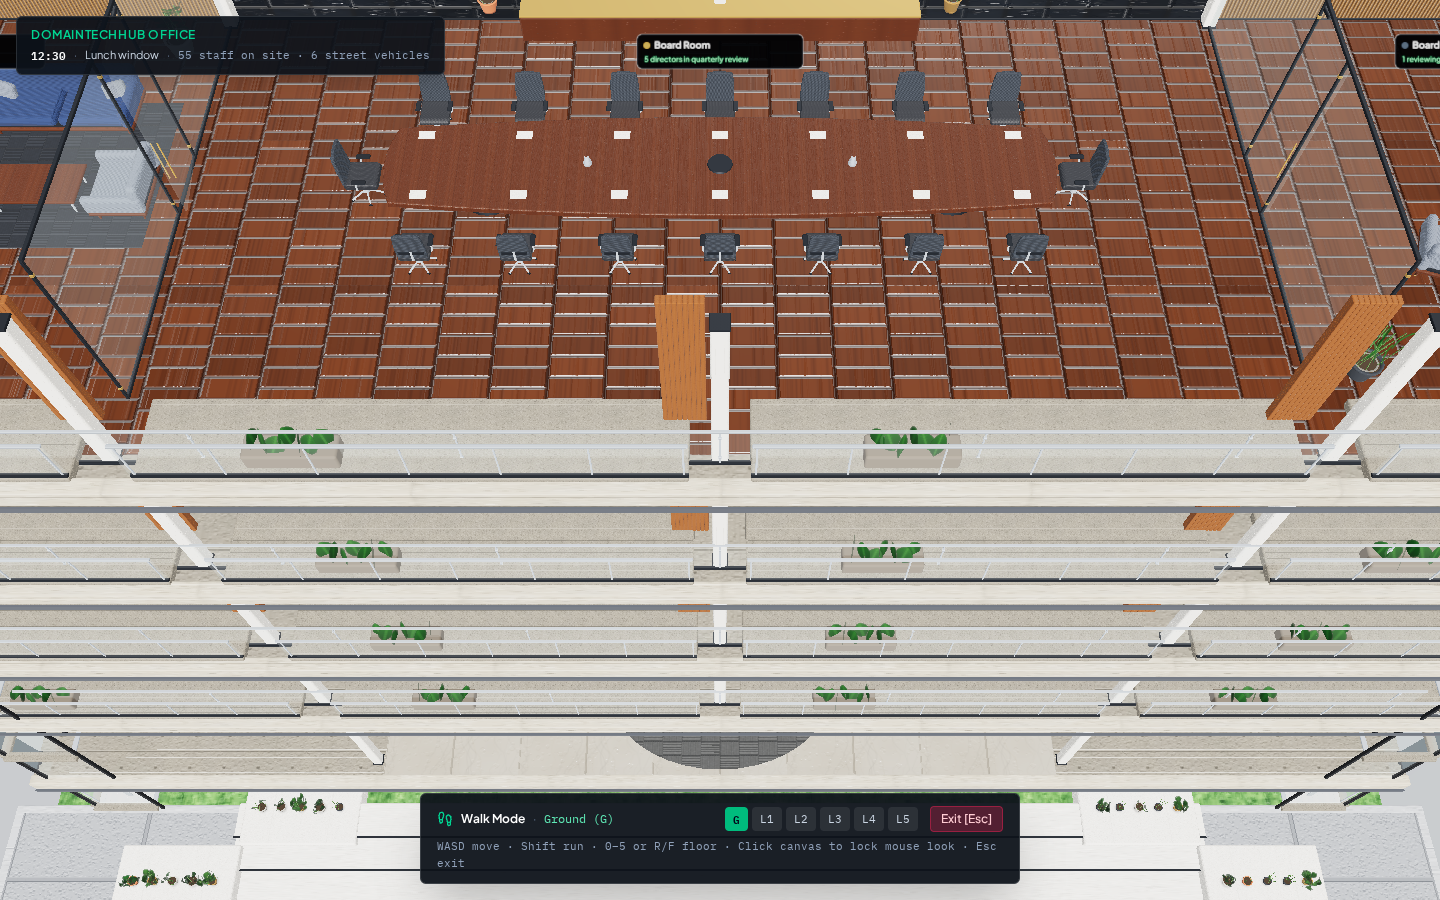 DOMAINTECHHUB OFFICE
12:30 · Lunch window · 55 staff on site · 6 street vehicles
Board Room
5 directors in quarterly review
Board
1 reviewing
Walk Mode · Ground (G)
G L1 L2 L3 L4 L5 Exit [Esc]
WASD move · Shift run · 0–5 or R/F floor · Click canvas to lock mouse look · Esc
exit